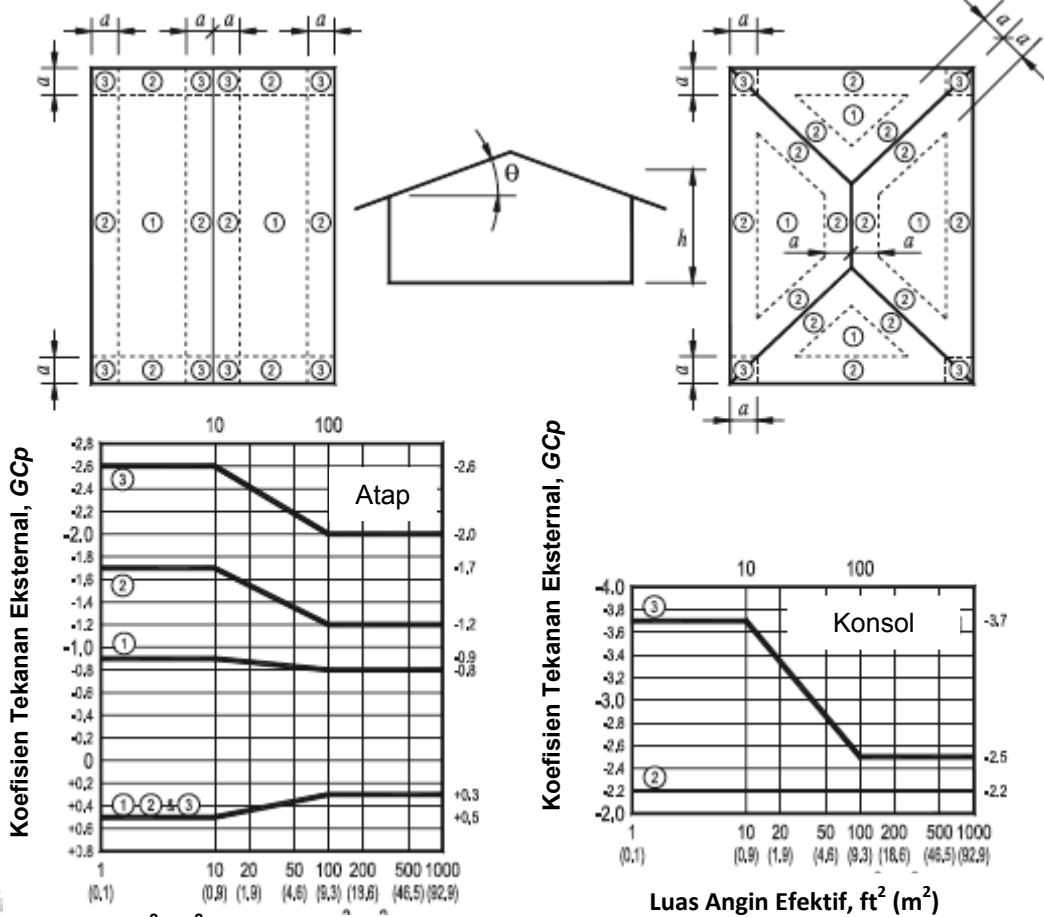 a a a a
a ③ ② ③ ③ ② ③
② ① ② ② ① ②
a ③ ② ③ ③ ② ③
θ
h
a a a
a ③ ② ③
①
② ②
② ②
② ① ② ② ① ②
a a
② ②
② ②
①
a ③ ② ③
a
Koefisien Tekanan Eksternal, GCp
10 100
-2.8
-2.6 -2.6
③
-2.4 Atap
-2.2
-2.0 -2.0
-1.8
-1.7
-1.6
②
-1.4
-1.2 -1.2
-1.0
①
-0.9
-0.8 -0.8
-0.6
-0,4
-0.2
0
+0,2
+0.3
+0.4 ① ② & ③
+0,5
+0.6
+0.8
1 10 20 50 100 200 500 1000
(0.1) (0,9) (1,9) (4,6) (9.3) (18,6) (46.5) (92.9)
Koefisien Tekanan Eksternal, GCp
10 100
-4.0
-3.8 ③ Konsol
-3.7
-3.6
-3.4
-3.2
-3.0
-2.8
-2.6
-2.5
-2.4
②
-2.2 -2.2
-2,0
1 10 20 50 100 200 500 1000
(0.1) (0.9) (1.9) (4,6) (9.3) (18,6) (46.5) (92.9)
Luas Angin Efektif, ft² (m²)